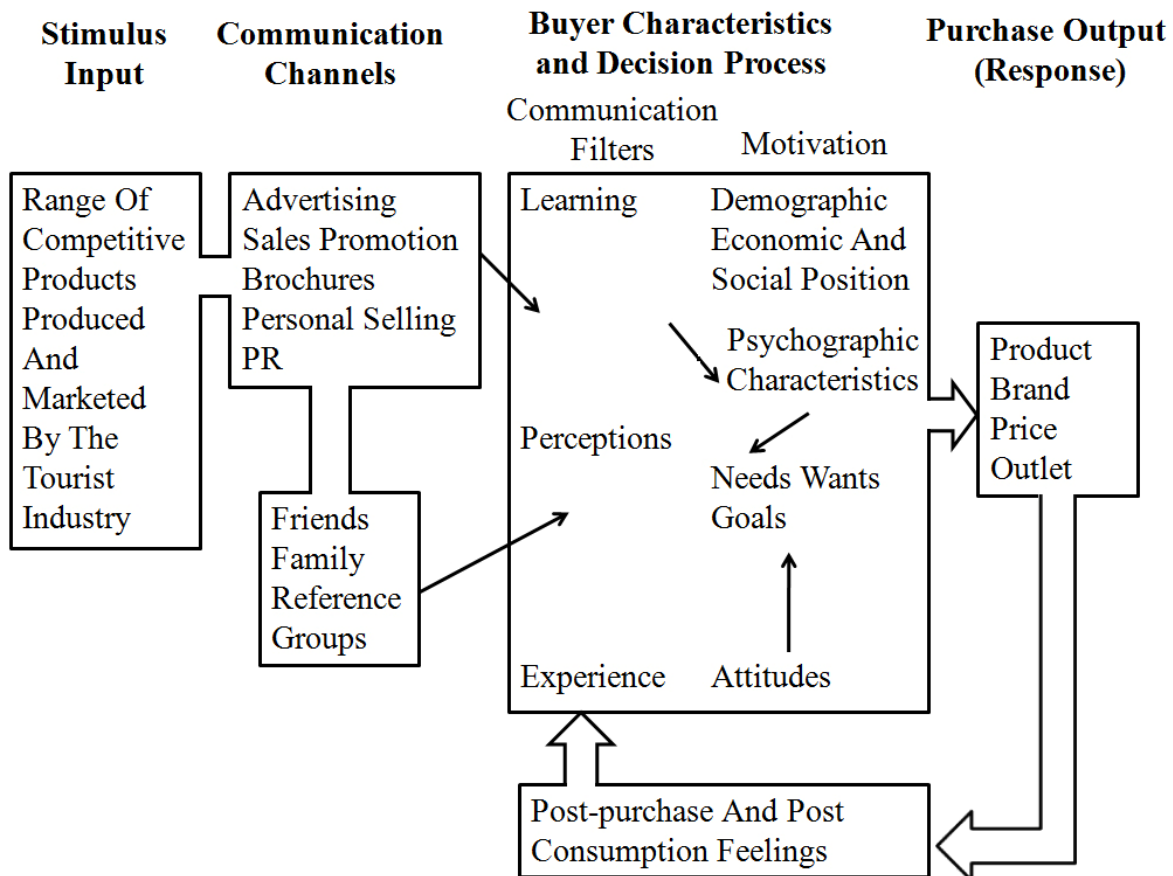 Stimulus
Input
Communication
Channels
Buyer Characteristics
and Decision Process
Purchase Output
(Response)
Communication
Filters
Motivation
Range Of
Competitive
Products
Produced
And
Marketed
By The
Tourist
Industry
Advertising
Sales Promotion
Brochures
Personal Selling
PR
Friends
Family
Reference
Groups
Learning
Perceptions
Experience
Demographic
Economic And
Social Position
Psychographic
Characteristics
Needs Wants
Goals
Attitudes
Product
Brand
Price
Outlet
Post-purchase And Post
Consumption Feelings